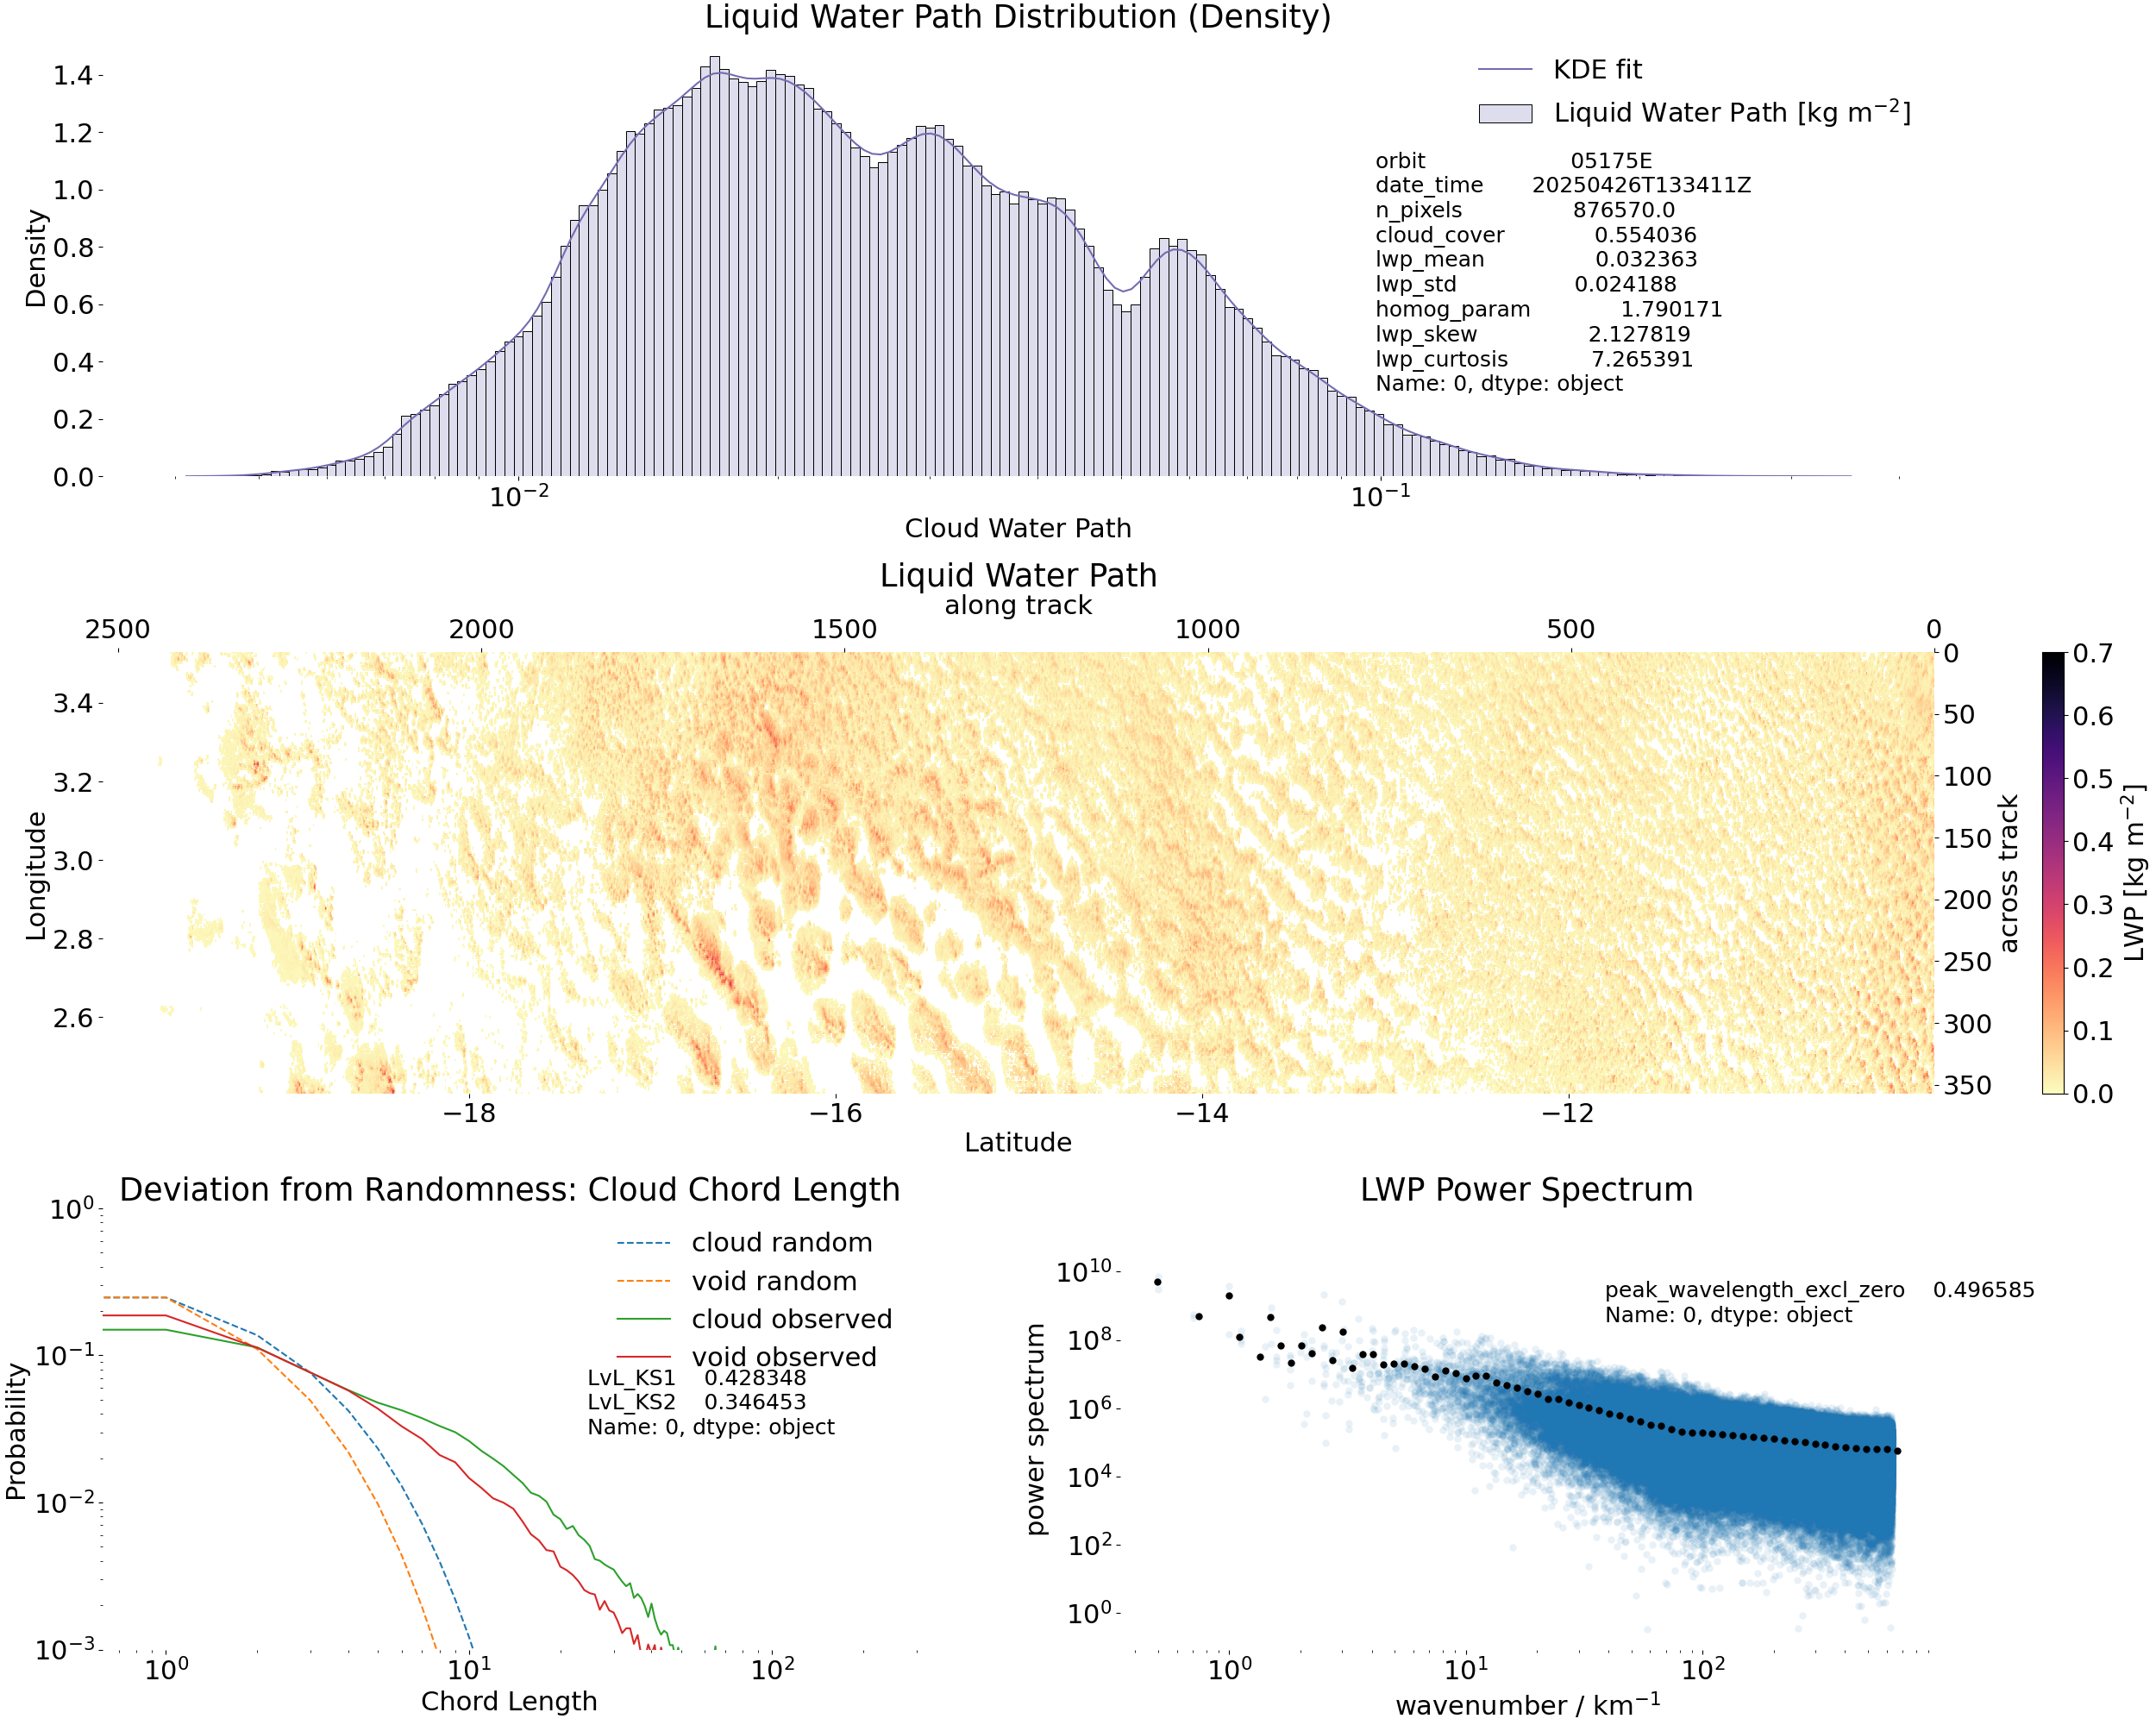 Liquid Water Path Distribution (Density)
1.4
1.2
1.0
0.8
0.6
0.4
0.2
0.0
Density
KDE fit
Liquid Water Path [kg m⁻²]
orbit 05175E
date_time 20250426T133411Z
n_pixels 876570.0
cloud_cover 0.554036
lwp_mean 0.032363
lwp_std 0.024188
homog_param 1.790171
lwp_skew 2.127819
lwp_curtosis 7.265391
Name: 0, dtype: object
10⁻² 10⁻¹
Cloud Water Path
Liquid Water Path
along track
2500 2000 1500 1000 500 0
3.4
3.2
3.0
2.8
2.6
Longitude
0
50
100
150
200
250
300
350
across track
0.7
0.6
0.5
0.4
0.3
0.2
0.1
0.0
LWP [kg m⁻²]
−18 −16 −14 −12
Latitude
Deviation from Randomness: Cloud Chord Length
10⁰
10⁻¹
10⁻²
10⁻³
Probability
cloud random
void random
cloud observed
void observed
LvL_KS1 0.428348
LvL_KS2 0.346453
Name: 0, dtype: object
10⁰ 10¹ 10²
Chord Length
LWP Power Spectrum
10¹⁰
10⁸
10⁶
10⁴
10²
10⁰
power spectrum
peak_wavelength_excl_zero 0.496585
Name: 0, dtype: object
10⁰ 10¹ 10²
wavenumber / km⁻¹